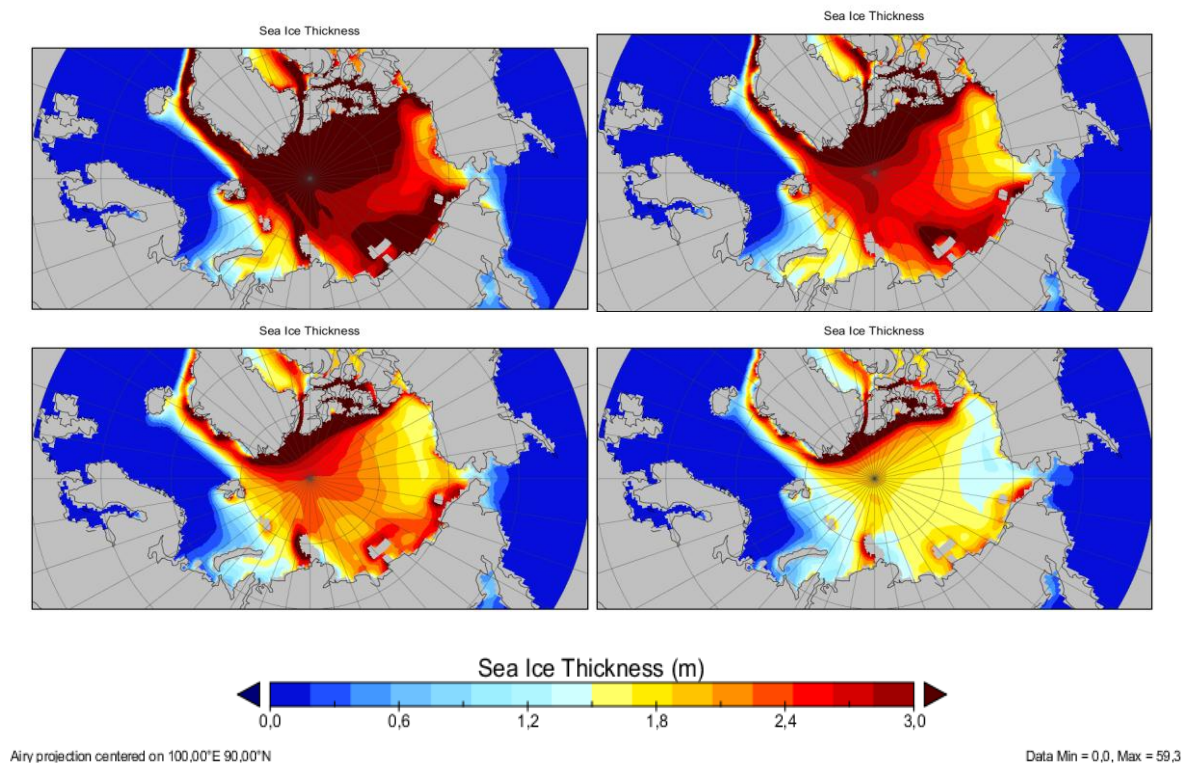 Sea Ice Thickness
Sea Ice Thickness
Sea Ice Thickness
Sea Ice Thickness
Sea Ice Thickness (m)
0,0 0,6 1,2 1,8 2,4 3,0
Airy projection centered on 100,00°E 90,00°N
Data Min = 0,0, Max = 59,3